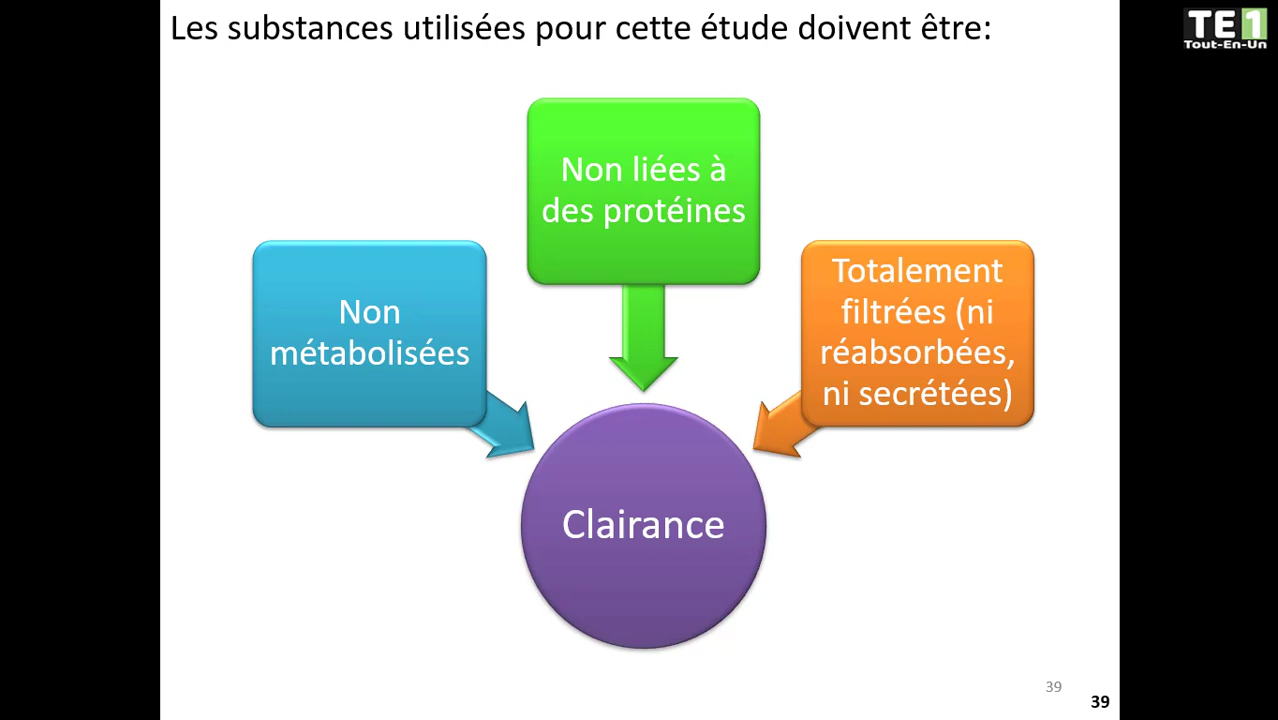 Les substances utilisées pour cette étude doivent être:
TE1
Tout-En-Un
Non liées à
des protéines
Non
métabolisées
Totalement
filtrées (ni
réabsorbées,
ni secrétées)
Clairance
39
39